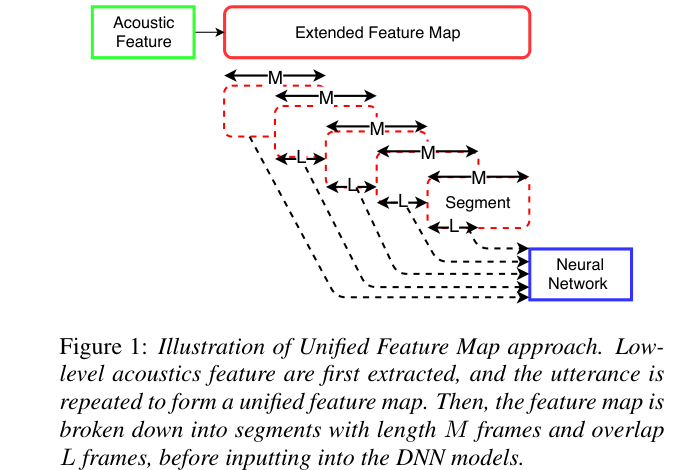 Acoustic
Feature
Extended Feature Map
M
M
M
M
M
L
L
L
L
Segment
Neural
Network
Figure 1: Illustration of Unified Feature Map approach. Low-
level acoustics feature are first extracted, and the utterance is
repeated to form a unified feature map. Then, the feature map is
broken down into segments with length M frames and overlap
L frames, before inputting into the DNN models.